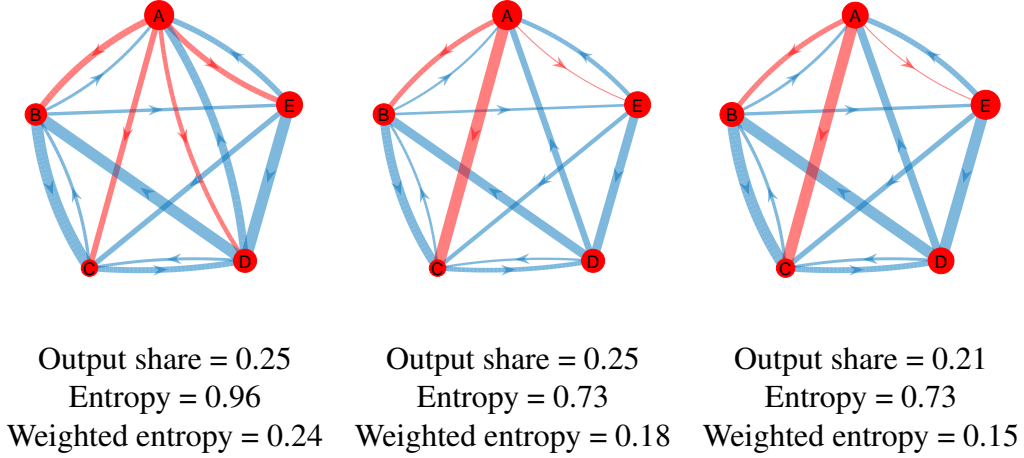 A
B
E
C
D
A
B
E
C
D
A
B
E
C
D
Output share = 0.25
Entropy = 0.96
Weighted entropy = 0.24
Output share = 0.25
Entropy = 0.73
Weighted entropy = 0.18
Output share = 0.21
Entropy = 0.73
Weighted entropy = 0.15